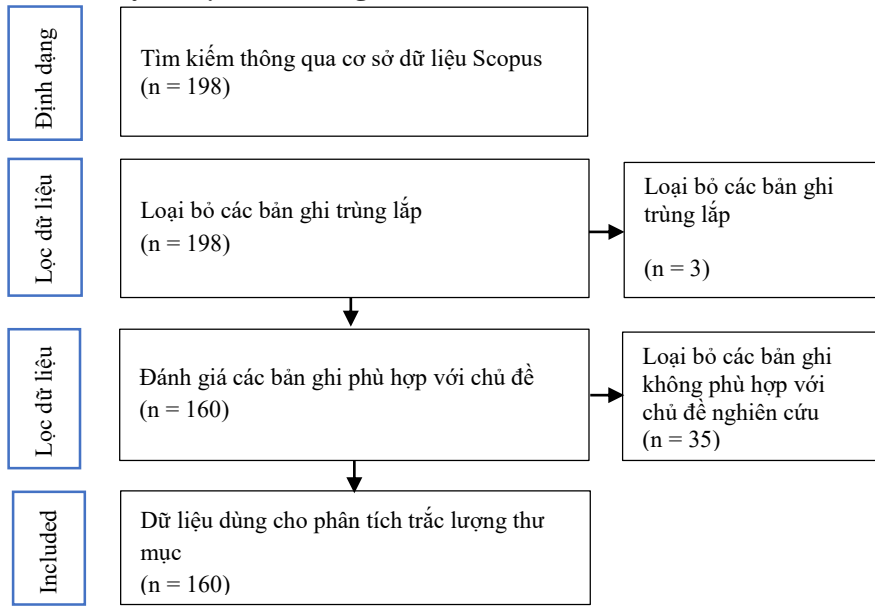 Định dạng
Tìm kiếm thông qua cơ sở dữ liệu Scopus
(n = 198)
Lọc dữ liệu
Loại bỏ các bản ghi trùng lắp
(n = 198)
Loại bỏ các bản ghi
trùng lắp
(n = 3)
Lọc dữ liệu
Đánh giá các bản ghi phù hợp với chủ đề
(n = 160)
Loại bỏ các bản ghi
không phù hợp với
chủ đề nghiên cứu
(n = 35)
Included
Dữ liệu dùng cho phân tích trắc lượng thư
mục
(n = 160)